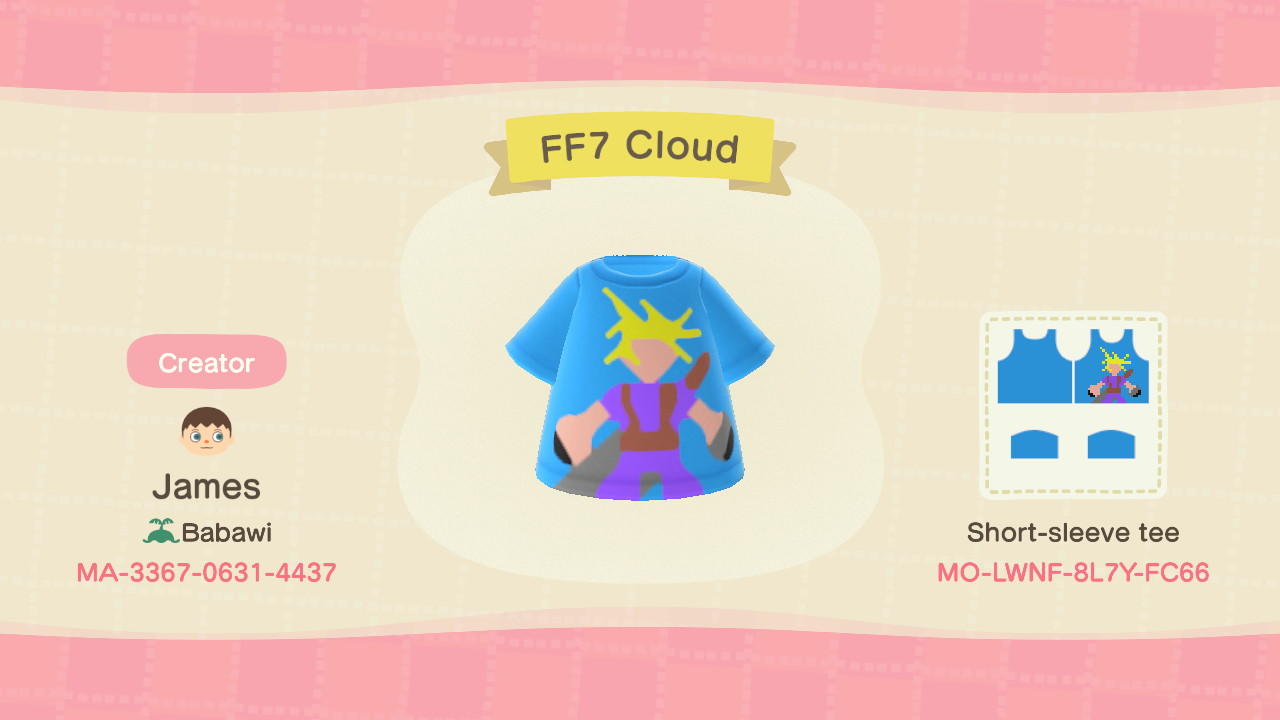 FF7 Cloud
Creator
James
Babawi
MA-3367-0631-4437
Short-sleeve tee
MO-LWNF-8L7Y-FC66